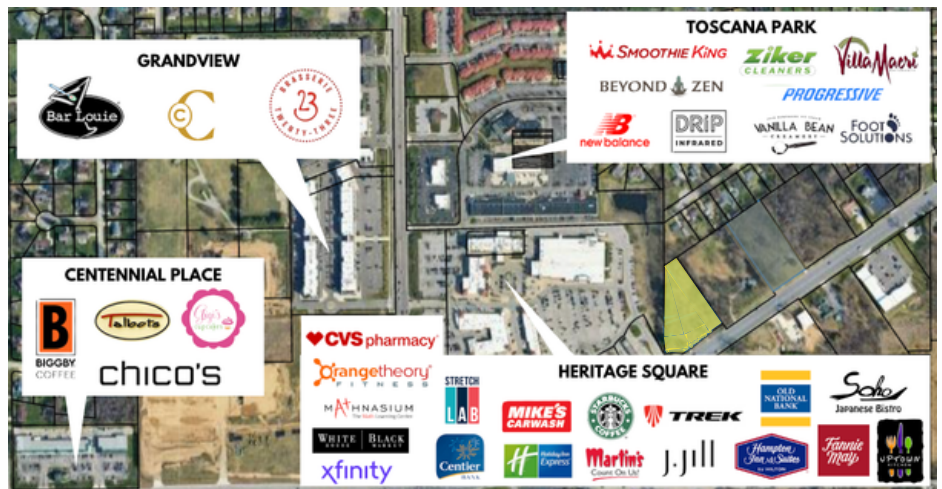 GRANDVIEW
Bar Louie
C
C
BRASSERIE
23
TWENTY-THREE
TOSCANA PARK
SMOOTHIE KING
Ziker
CLEANERS
Villa Macri
BEYOND ZEN
PROGRESSIVE
NB
new balance
DRiP
INFRARED
VANILLA BEAN
CREAMERY
FOOT
SOLUTIONS
CENTENNIAL PLACE
B
BIGGBY
COFFEE
Talbots
chico's
CVS pharmacy
Orangetheory
FITNESS
MATHNASIUM
The Math Learning Center
WHITE BLACK
HOUSE MARKET
xfinity
HERITAGE SQUARE
STRETCH
LAB
Centier
BANK
MIKE'S
CARWASH
H
Holiday Inn
Express
STARBUCKS
COFFEE
Martin's
Count On Us!
TREK
J.Jill
OLD
NATIONAL
BANK
Hampton
Inn & Suites
by HILTON
Soho
Japanese Bistro
Fannie
May
UPTOWN
KITCHEN